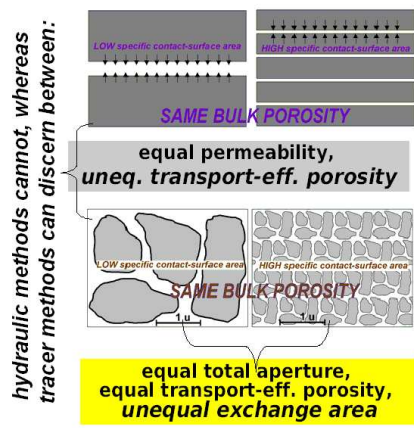 hydraulic methods cannot, whereas
tracer methods can discern between:
LOW specific contact-surface area
HIGH specific contact-surface area
SAME BULK POROSITY
equal permeability,
uneq. transport-eff. porosity
LOW specific contact-surface area
HIGH specific contact-surface area
SAME BULK POROSITY
1 u
1 u
equal total aperture,
equal transport-eff. porosity,
unequal exchange area